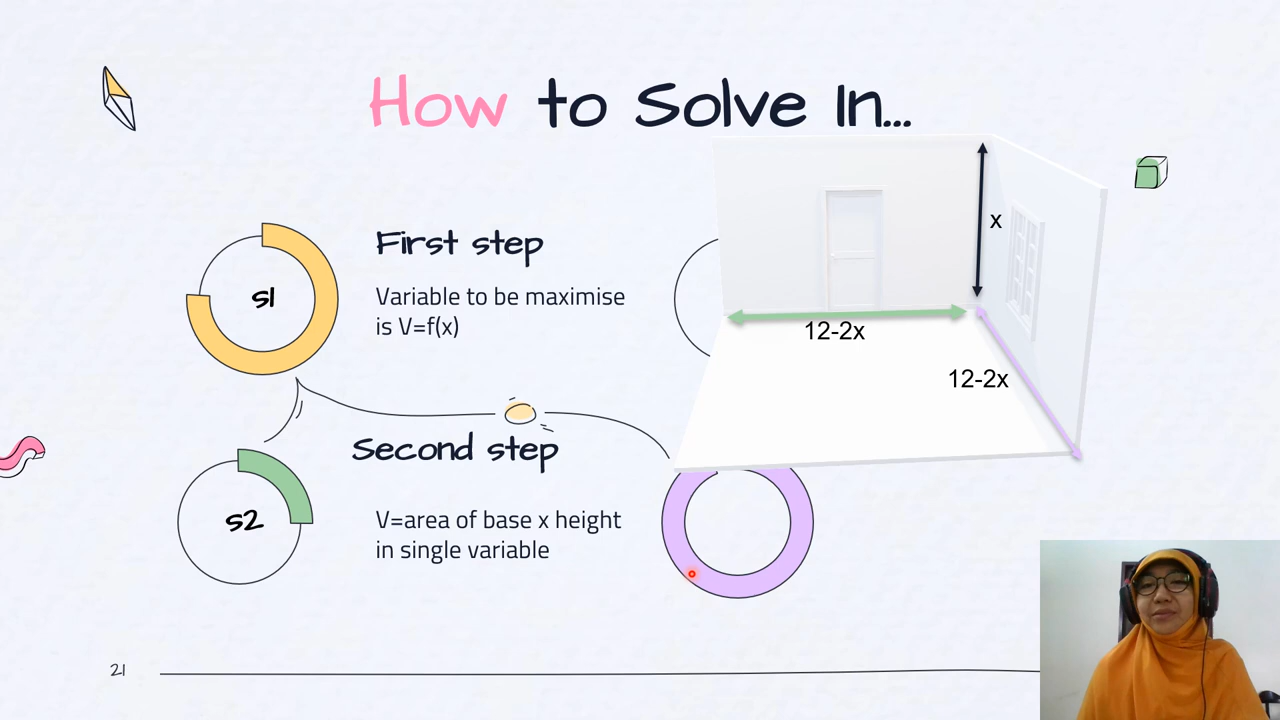 How to Solve In...
First step
S1
Variable to be maximise
is V=f(x)
x
12-2x
12-2x
Second step
S2
V=area of base x height
in single variable
21